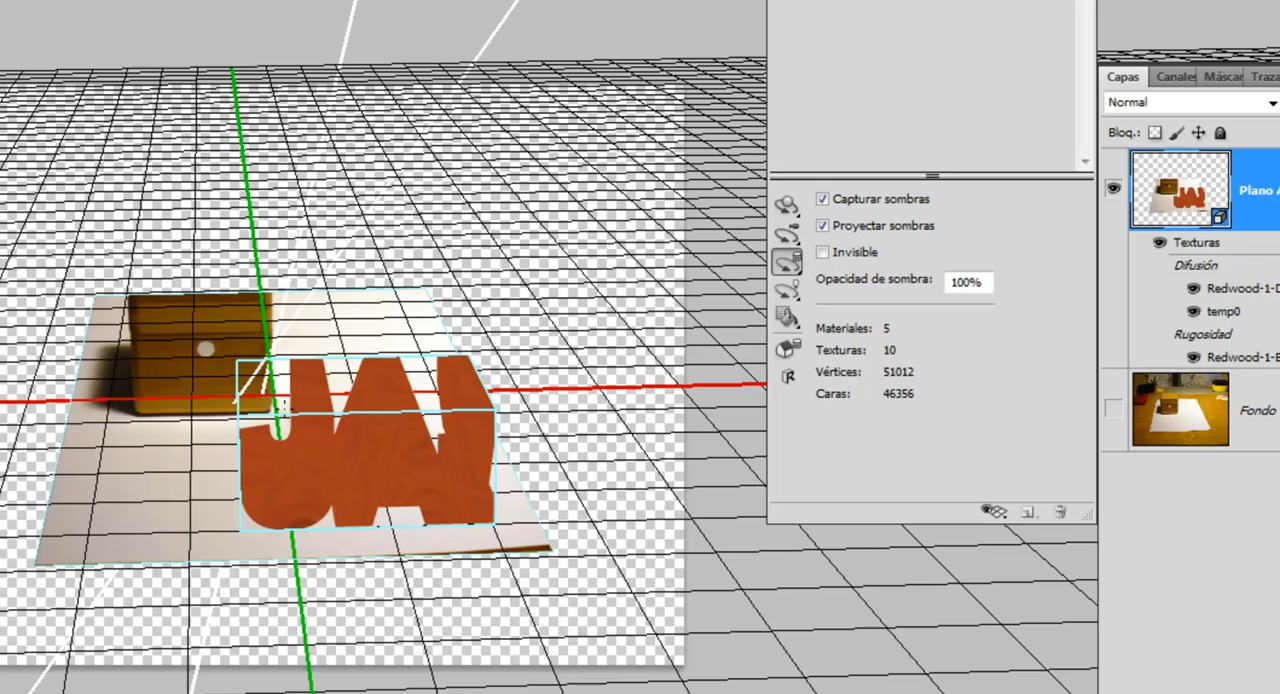 Capas
Canales
Máscar
Traza
Normal
Bloq.:
Capturar sombras
Proyectar sombras
Invisible
Opacidad de sombra: 100%
Materiales: 5
Texturas: 10
Vértices: 51012
Caras: 46356
Plano A
Texturas
Difusión
Redwood-1-D
temp0
Rugosidad
Redwood-1-B
Fondo